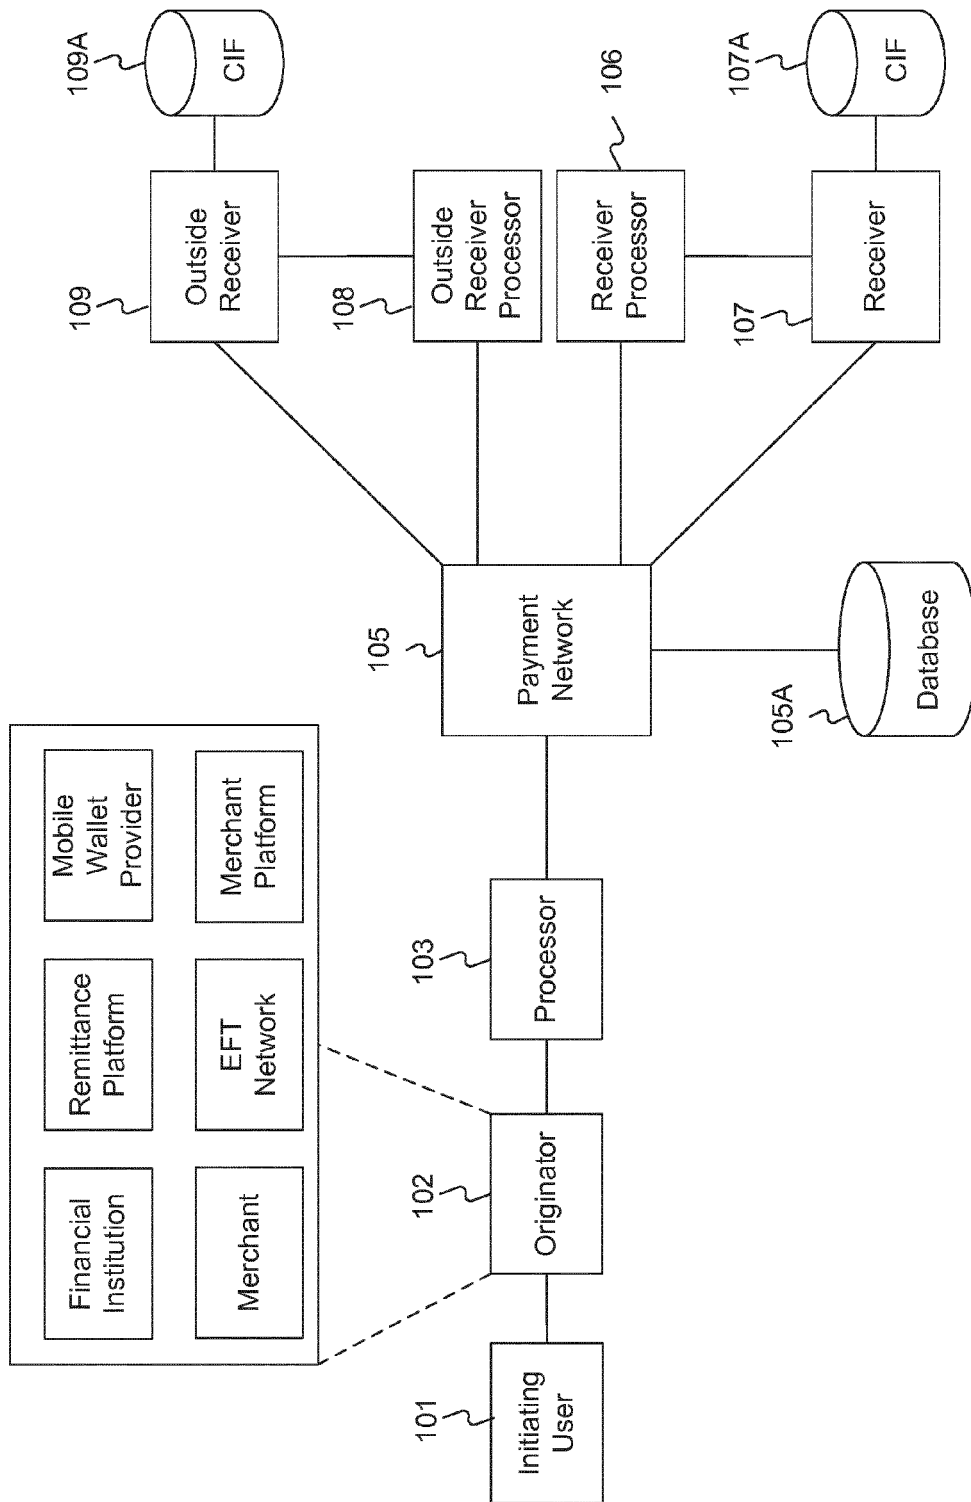 Financial
Institution
Remittance
Platform
Mobile
Wallet
Provider
Merchant
EFT
Network
Merchant
Platform
101
Initiating
User
102
Originator
103
Processor
105
Payment
Network
105A
Database
109
Outside
Receiver
109A
CIF
108
Outside
Receiver
Processor
106
Receiver
Processor
107
Receiver
107A
CIF